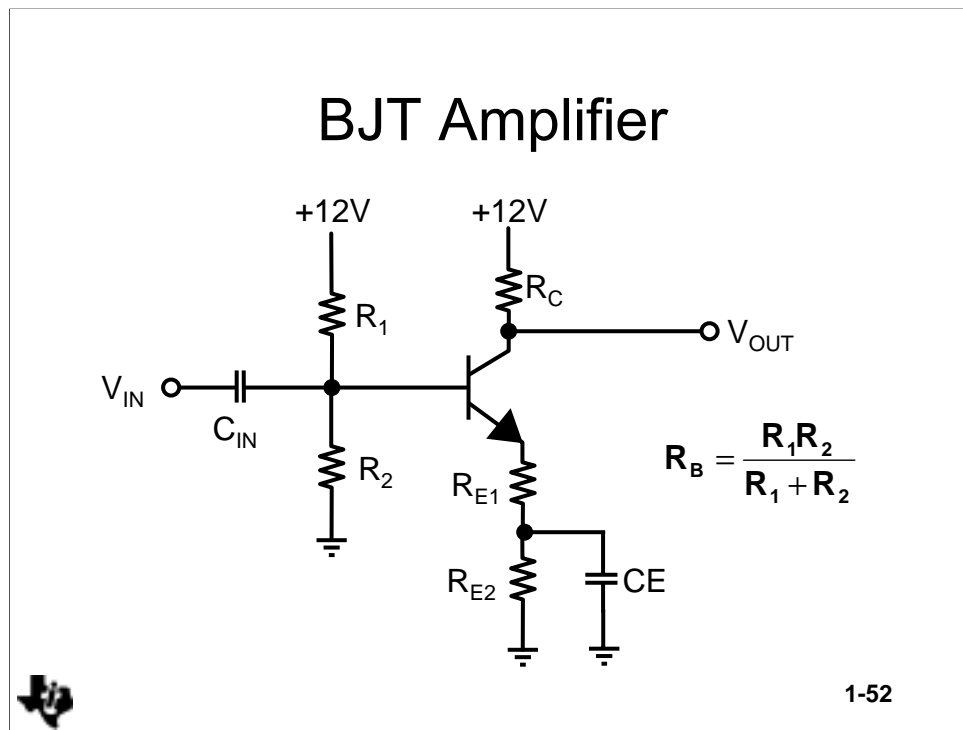 BJT Amplifier
+12V
+12V
R1
RC
VIN
CIN
VOUT
R2
RE1
RB = R1R2 / R1 + R2
RE2
CE
1-52